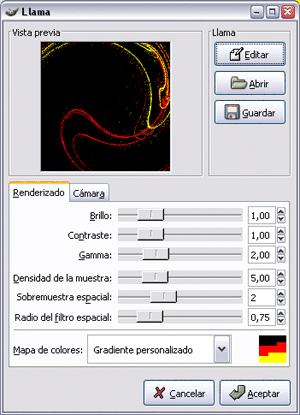 Llama
Vista previa
Llama
Editar
Abrir
Guardar
Renderizado
Cámara
Brillo: 1,00
Contraste: 1,00
Gamma: 2,00
Densidad de la muestra: 5,00
Sobremuestra espacial: 2
Radio del filtro espacial: 0,75
Mapa de colores: Gradiente personalizado
Cancelar
Aceptar